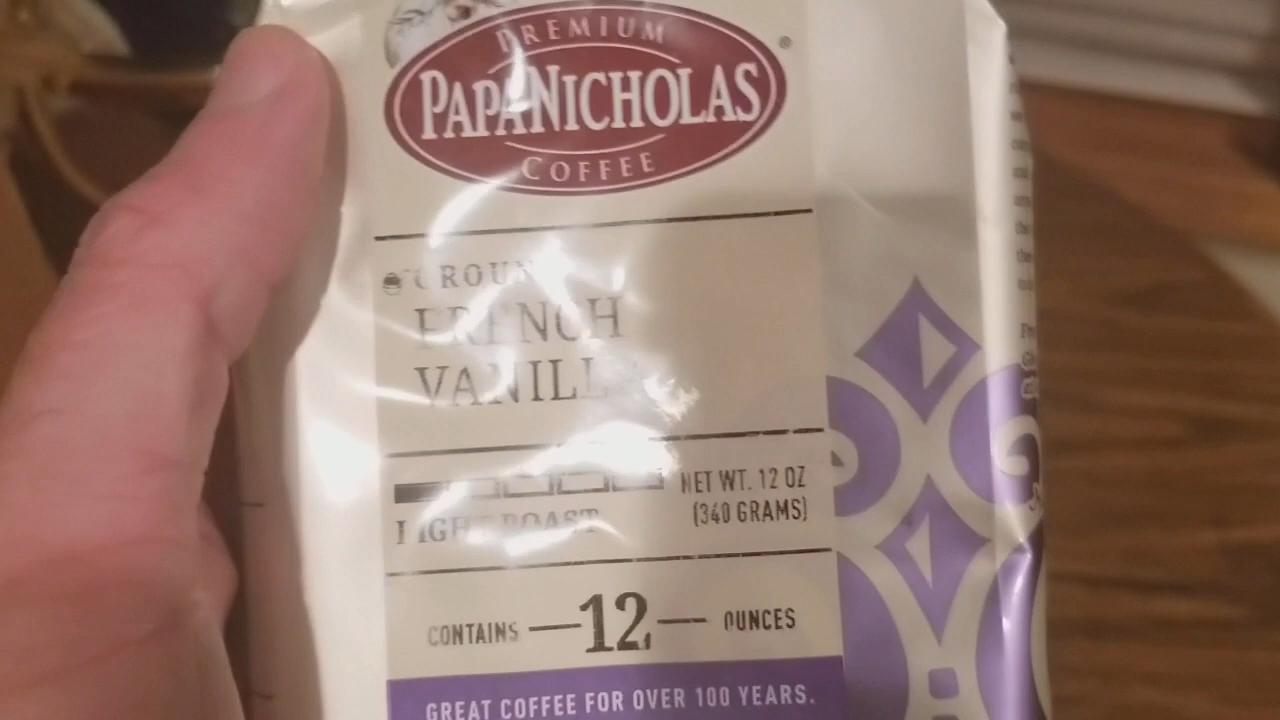 PREMIUM
PAPANICHOLAS
COFFEE
®
GROUND
FRENCH
VANILLA
NET WT. 12 OZ
(340 GRAMS)
LIGHT ROAST
CONTAINS —12— OUNCES
GREAT COFFEE FOR OVER 100 YEARS.